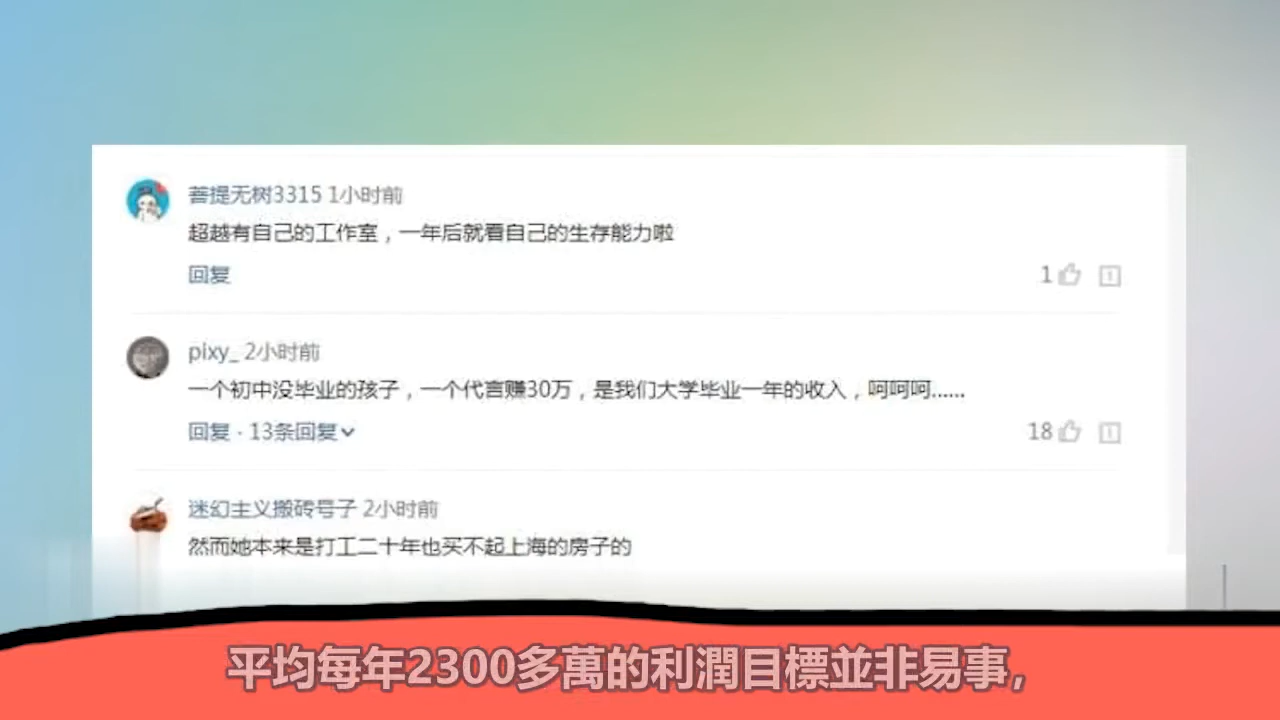 菩提无树3315 1小时前
超越有自己的工作室，一年后就看自己的生存能力啦
回复
1
pixy_ 2小时前
一个初中没毕业的孩子，一个代言赚30万，是我们大学毕业一年的收入，呵呵呵……
回复 · 13条回复
18
迷幻主义搬砖号子 2小时前
然而她本来是打工二十年也买不起上海的房子的
平均每年2300多萬的利潤目標並非易事，